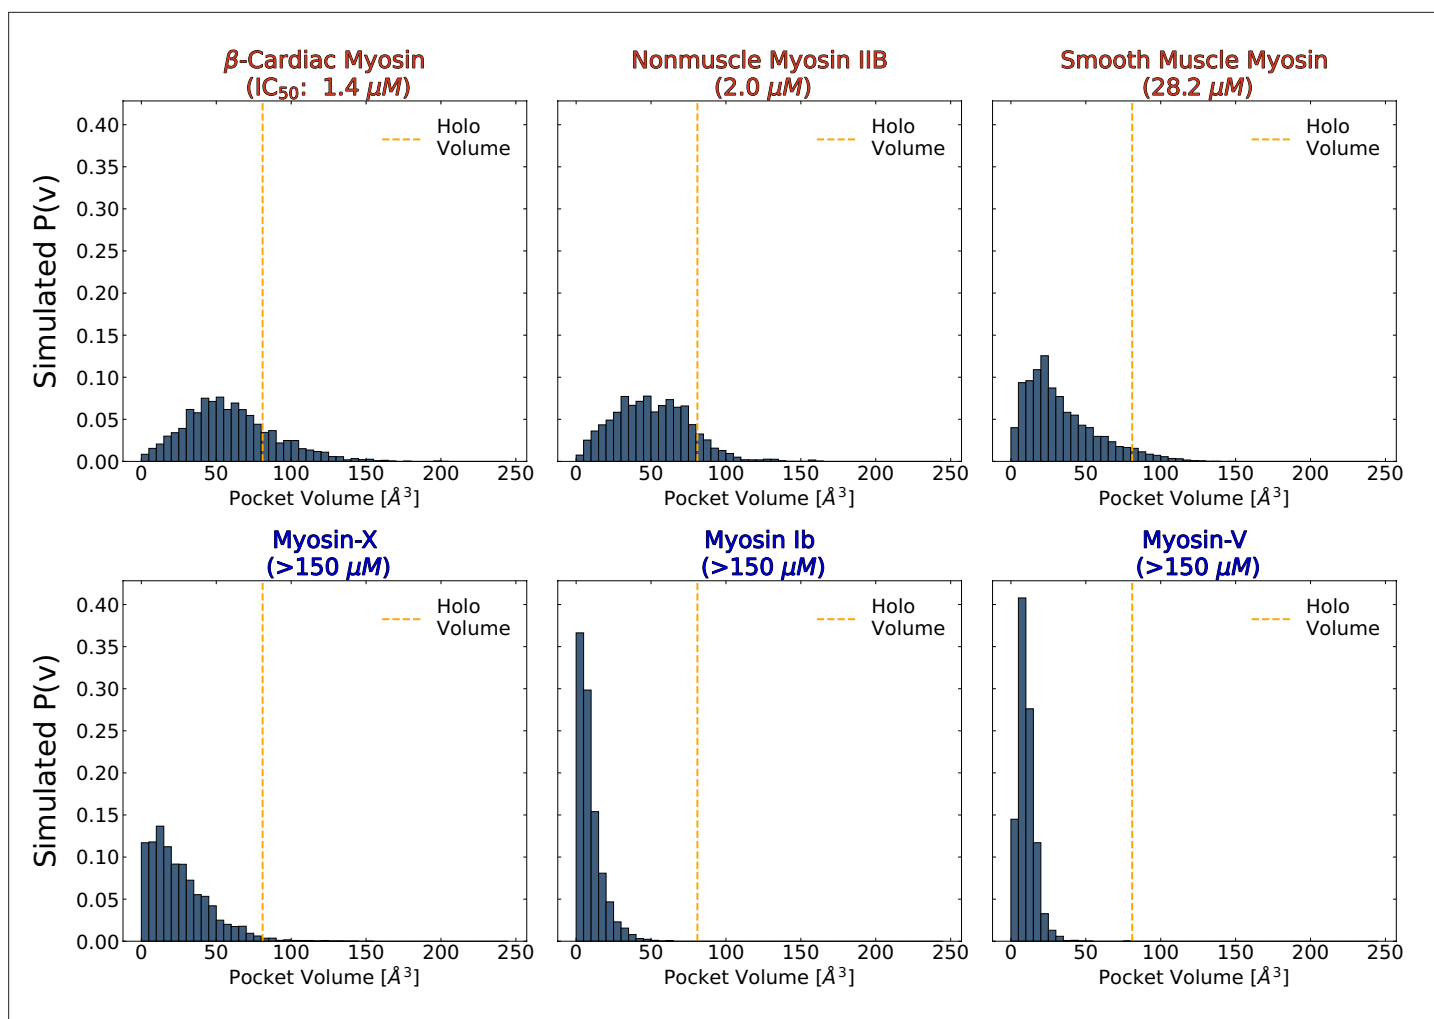 β-Cardiac Myosin
(IC50: 1.4 μM)
Nonmuscle Myosin IIB
(2.0 μM)
Smooth Muscle Myosin
(28.2 μM)
Simulated P(v)
0.40
0.35
0.30
0.25
0.20
0.15
0.10
0.05
0.00
Holo
Volume
Holo
Volume
Holo
Volume
0 50 100 150 200 250
0 50 100 150 200 250
0 50 100 150 200 250
Pocket Volume [Å³]
Pocket Volume [Å³]
Pocket Volume [Å³]
Myosin-X
(>150 μM)
Myosin Ib
(>150 μM)
Myosin-V
(>150 μM)
Simulated P(v)
0.40
0.35
0.30
0.25
0.20
0.15
0.10
0.05
0.00
Holo
Volume
Holo
Volume
Holo
Volume
0 50 100 150 200 250
0 50 100 150 200 250
0 50 100 150 200 250
Pocket Volume [Å³]
Pocket Volume [Å³]
Pocket Volume [Å³]